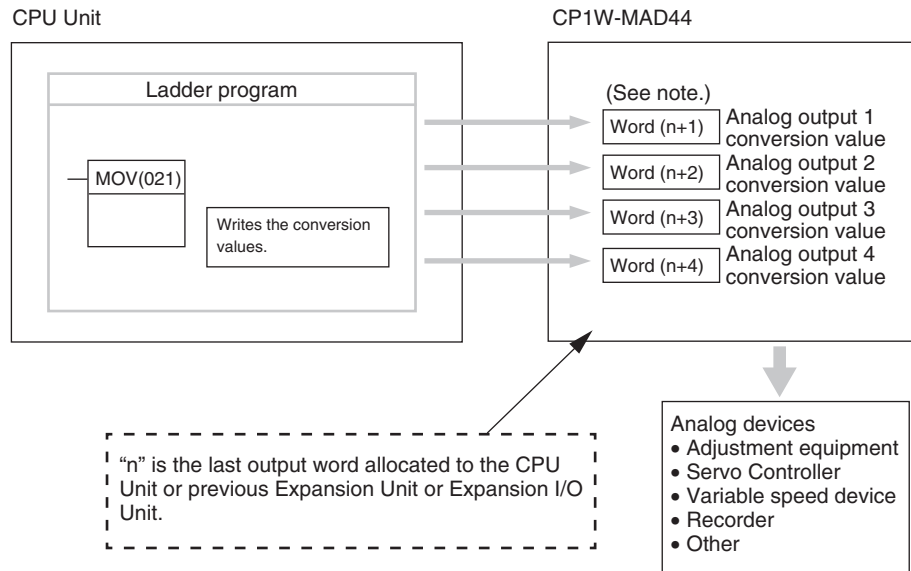 CPU Unit
CP1W-MAD44
Ladder program
MOV(021)
Writes the conversion
values.
(See note.)
Word (n+1)
Analog output 1
conversion value
Word (n+2)
Analog output 2
conversion value
Word (n+3)
Analog output 3
conversion value
Word (n+4)
Analog output 4
conversion value
“n” is the last output word allocated to the CPU
Unit or previous Expansion Unit or Expansion I/O
Unit.
Analog devices
• Adjustment equipment
• Servo Controller
• Variable speed device
• Recorder
• Other